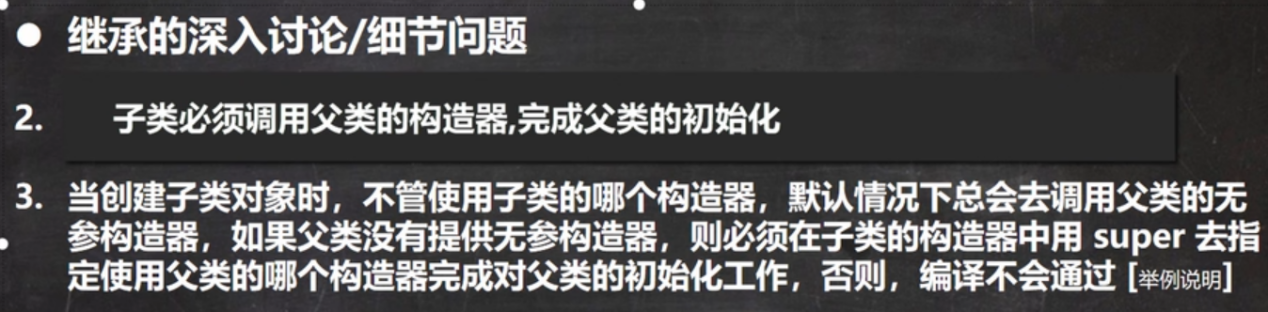 ● 继承的深入讨论/细节问题
2. 子类必须调用父类的构造器,完成父类的初始化
3. 当创建子类对象时，不管使用子类的哪个构造器，默认情况下总会去调用父类的无
参构造器，如果父类没有提供无参构造器，则必须在子类的构造器中用 super 去指
定使用父类的哪个构造器完成对父类的初始化工作，否则，编译不会通过 [举例说明]